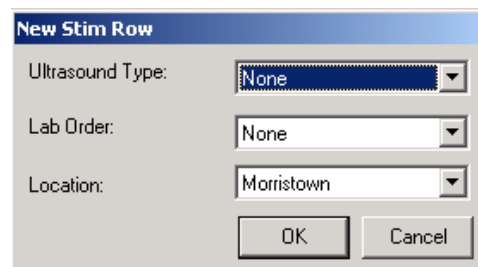 New Stim Row
Ultrasound Type: None
Lab Order: None
Location: Morristown
OK Cancel